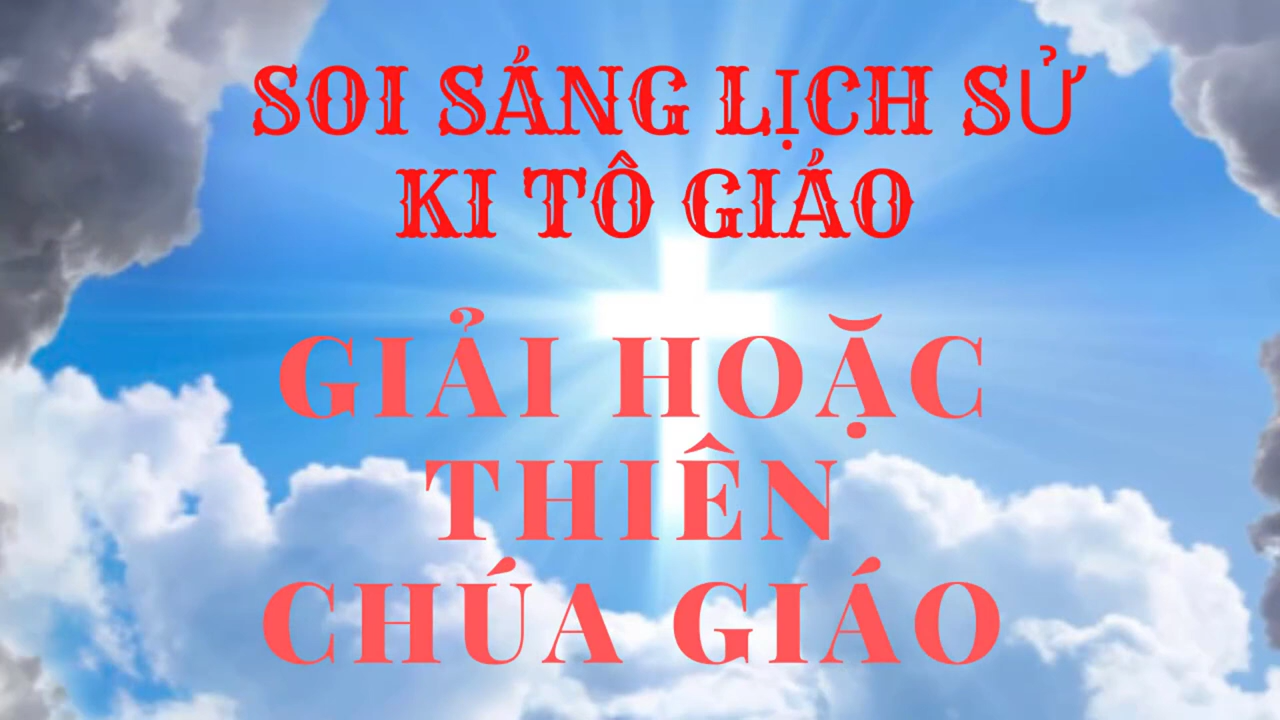 SOI SÁNG LỊCH SỬ
KI TÔ GIÁO
GIẢI HOẶC
THIÊN
CHÚA GIÁO